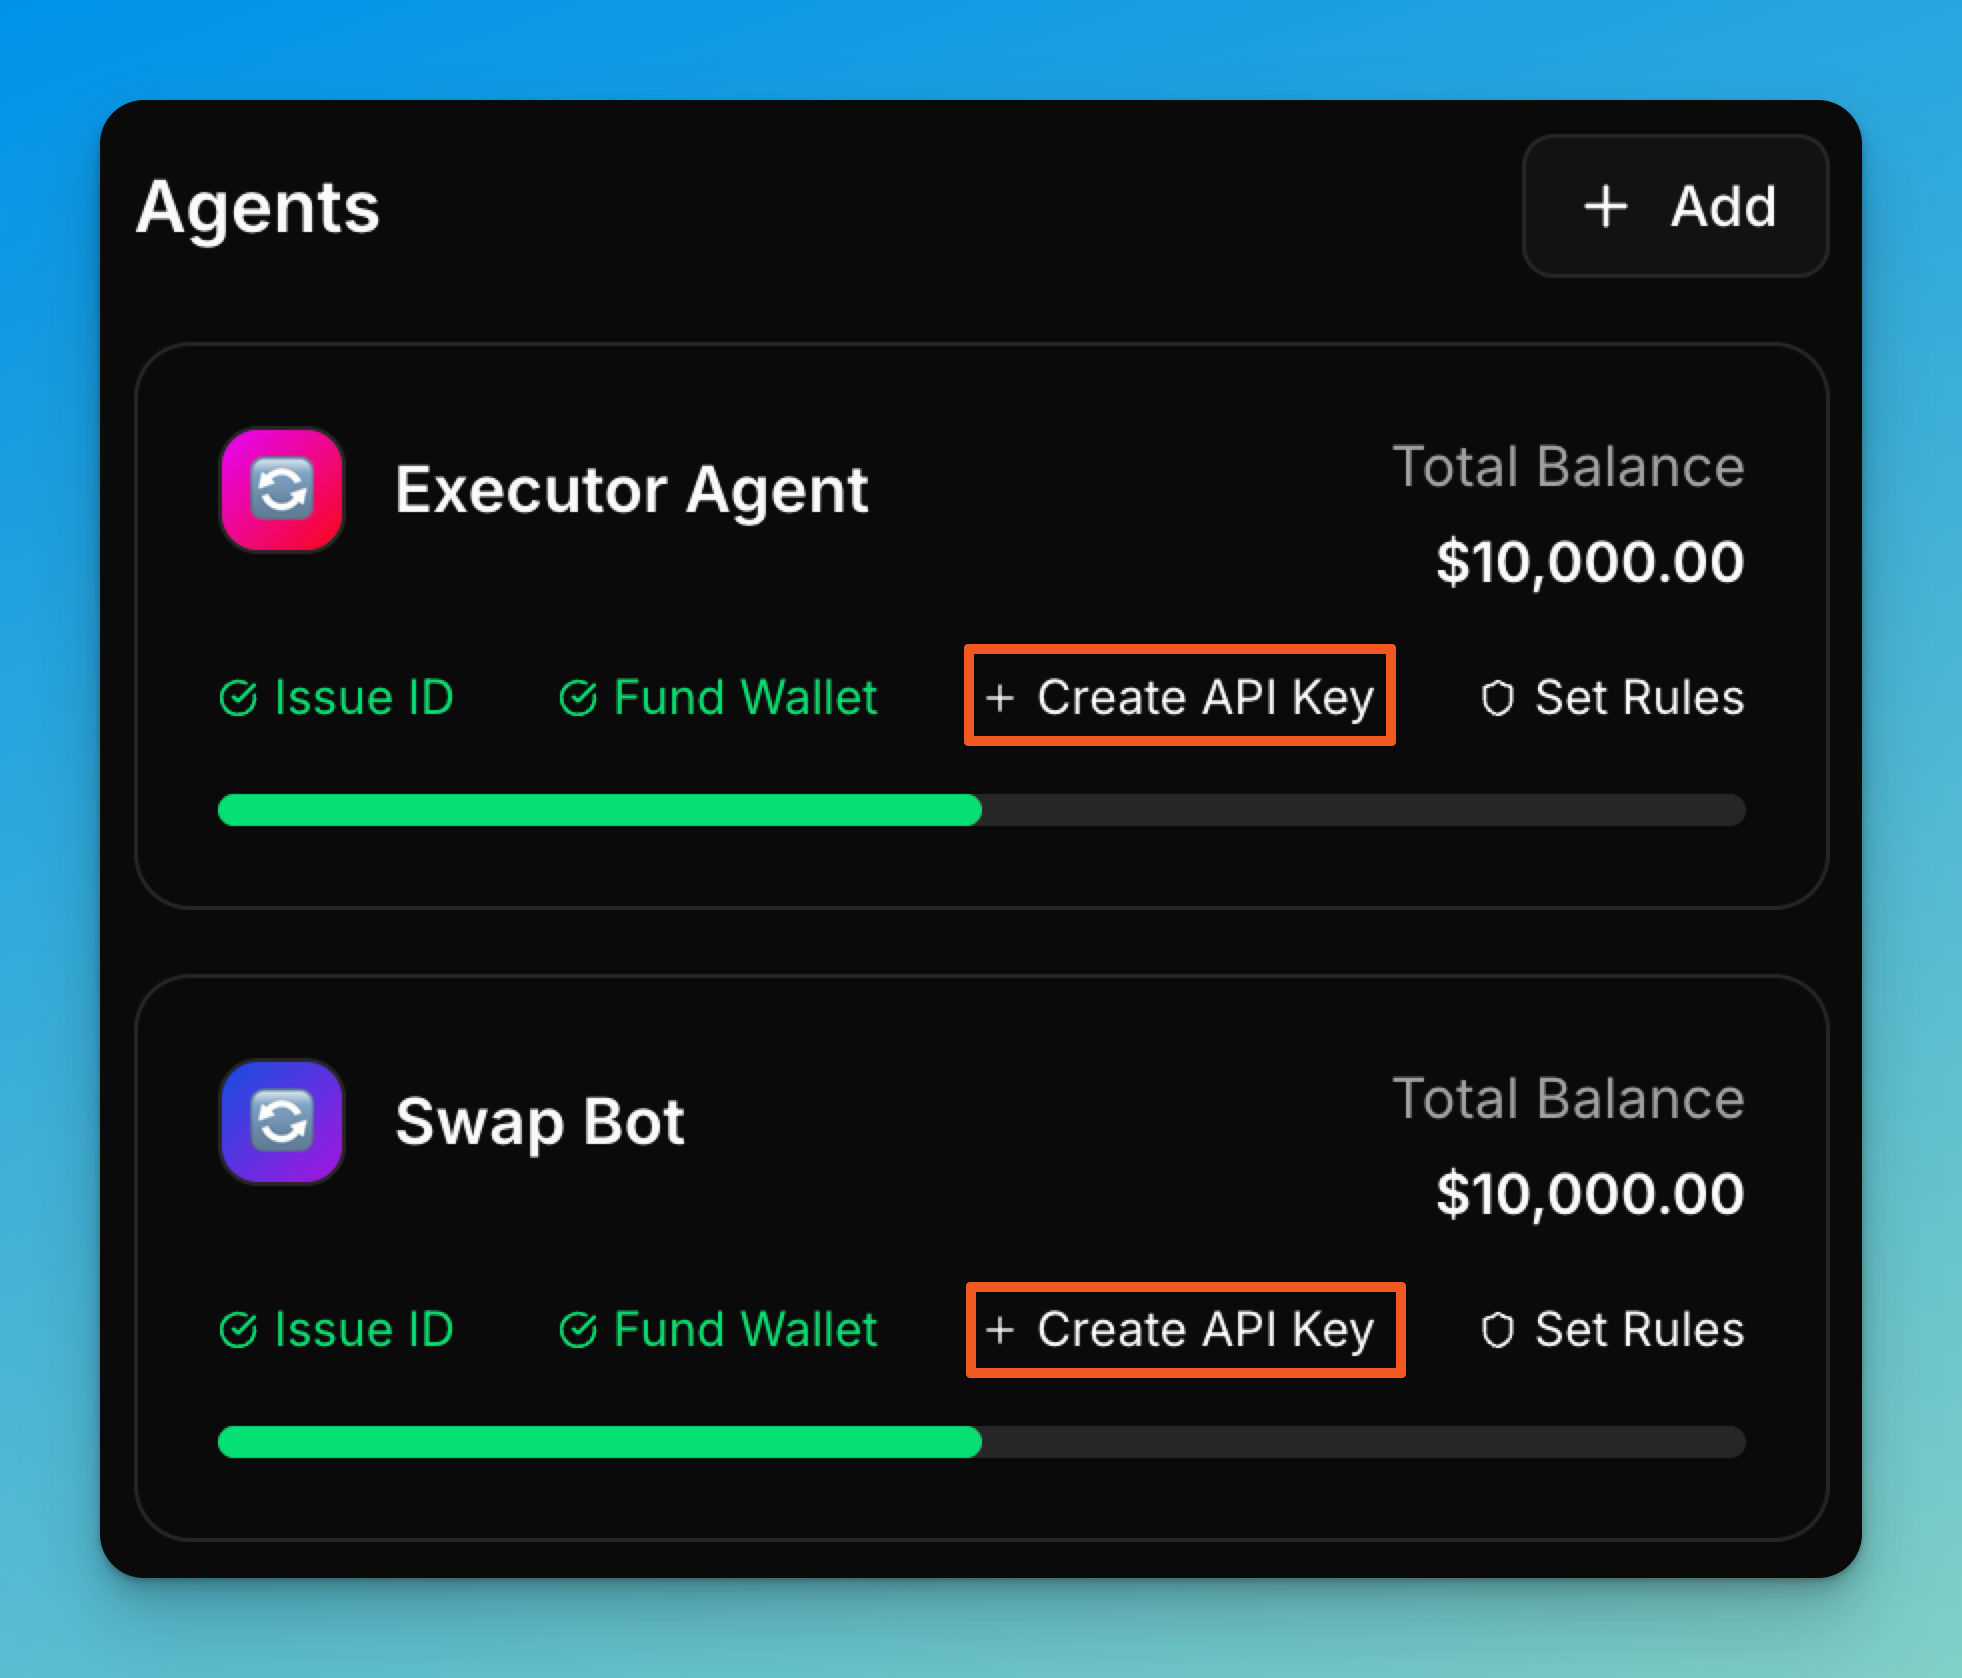 Agents
+ Add
Executor Agent
Total Balance
$10,000.00
Issue ID
Fund Wallet
+ Create API Key
Set Rules
Swap Bot
Total Balance
$10,000.00
Issue ID
Fund Wallet
+ Create API Key
Set Rules